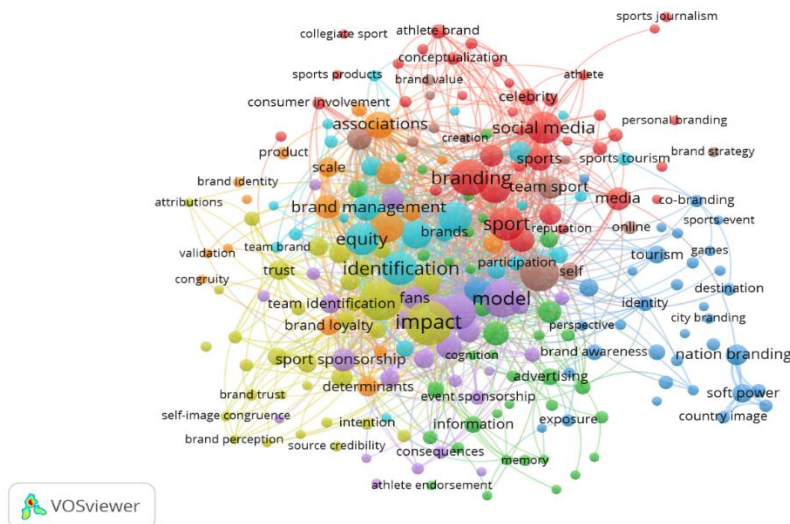 sports journalism
athlete brand
collegiate sport
conceptualization
sports products
brand value
athlete
consumer involvement
celebrity
associations
social media
personal branding
creation
product
sports
sports tourism
brand strategy
scale
branding
team sport
brand identity
attributions
brand management
media
co-branding
sport
reputation
sports event
equity
brands
online
team brand
validation
tourism
games
participation
trust
identification
self
congruity
destination
team identification
fans
model
identity
city branding
brand loyalty
impact
perspective
sport sponsorship
cognition
brand awareness
nation branding
determinants
advertising
brand trust
event sponsorship
soft power
self-image congruence
intention
information
exposure
country image
brand perception
source credibility
consequences
memory
athlete endorsement
VOSviewer